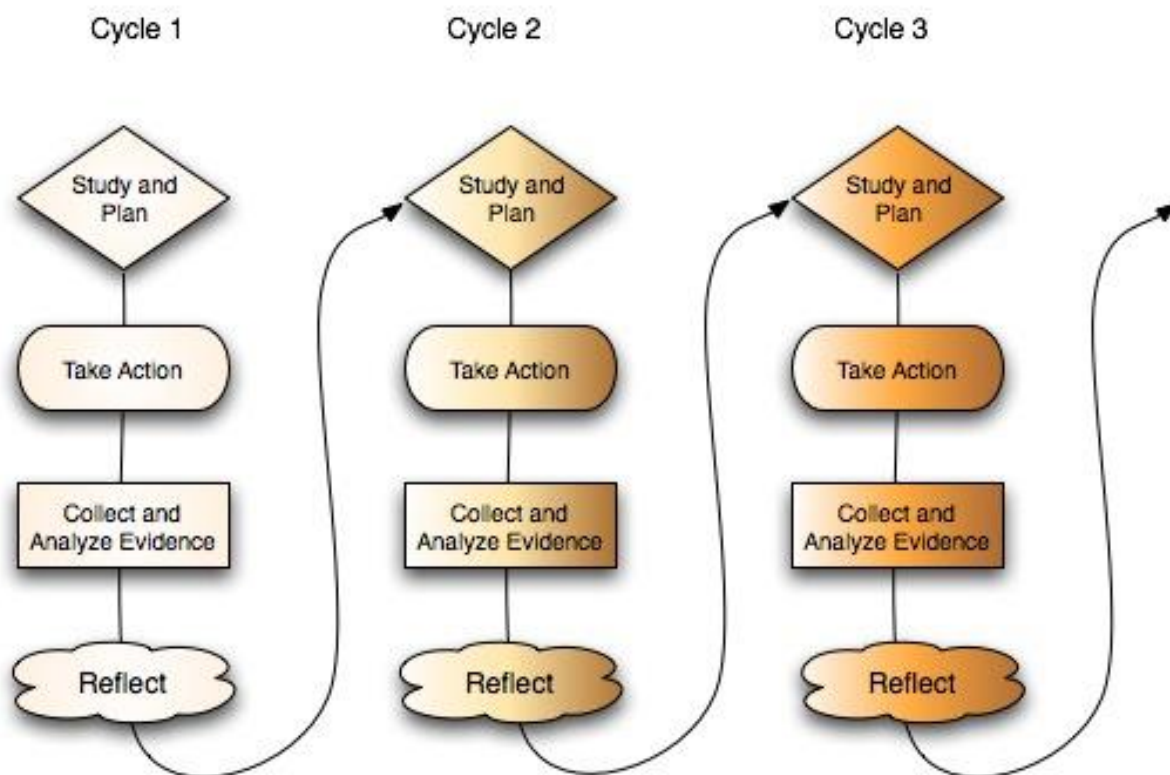 Cycle 1
Cycle 2
Cycle 3
Study and
Plan
Take Action
Collect and
Analyze Evidence
Reflect
Study and
Plan
Take Action
Collect and
Analyze Evidence
Reflect
Study and
Plan
Take Action
Collect and
Analyze Evidence
Reflect